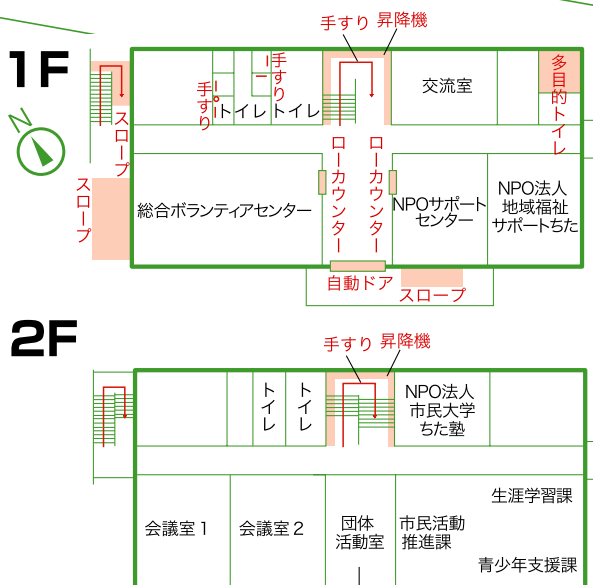 手すり 昇降機
1F
N
手すり
手すり
トイレ
トイレ
交流室
多目的トイレ
スロープ
スロープ
ローカウンター
ローカウンター
総合ボランティアセンター
NPOサポート
センター
NPO法人
地域福祉
サポートちた
自動ドア
スロープ
2F
手すり 昇降機
トイレ
トイレ
NPO法人
市民大学
ちた塾
会議室1
会議室2
団体
活動室
市民活動
推進課
生涯学習課
青少年支援課